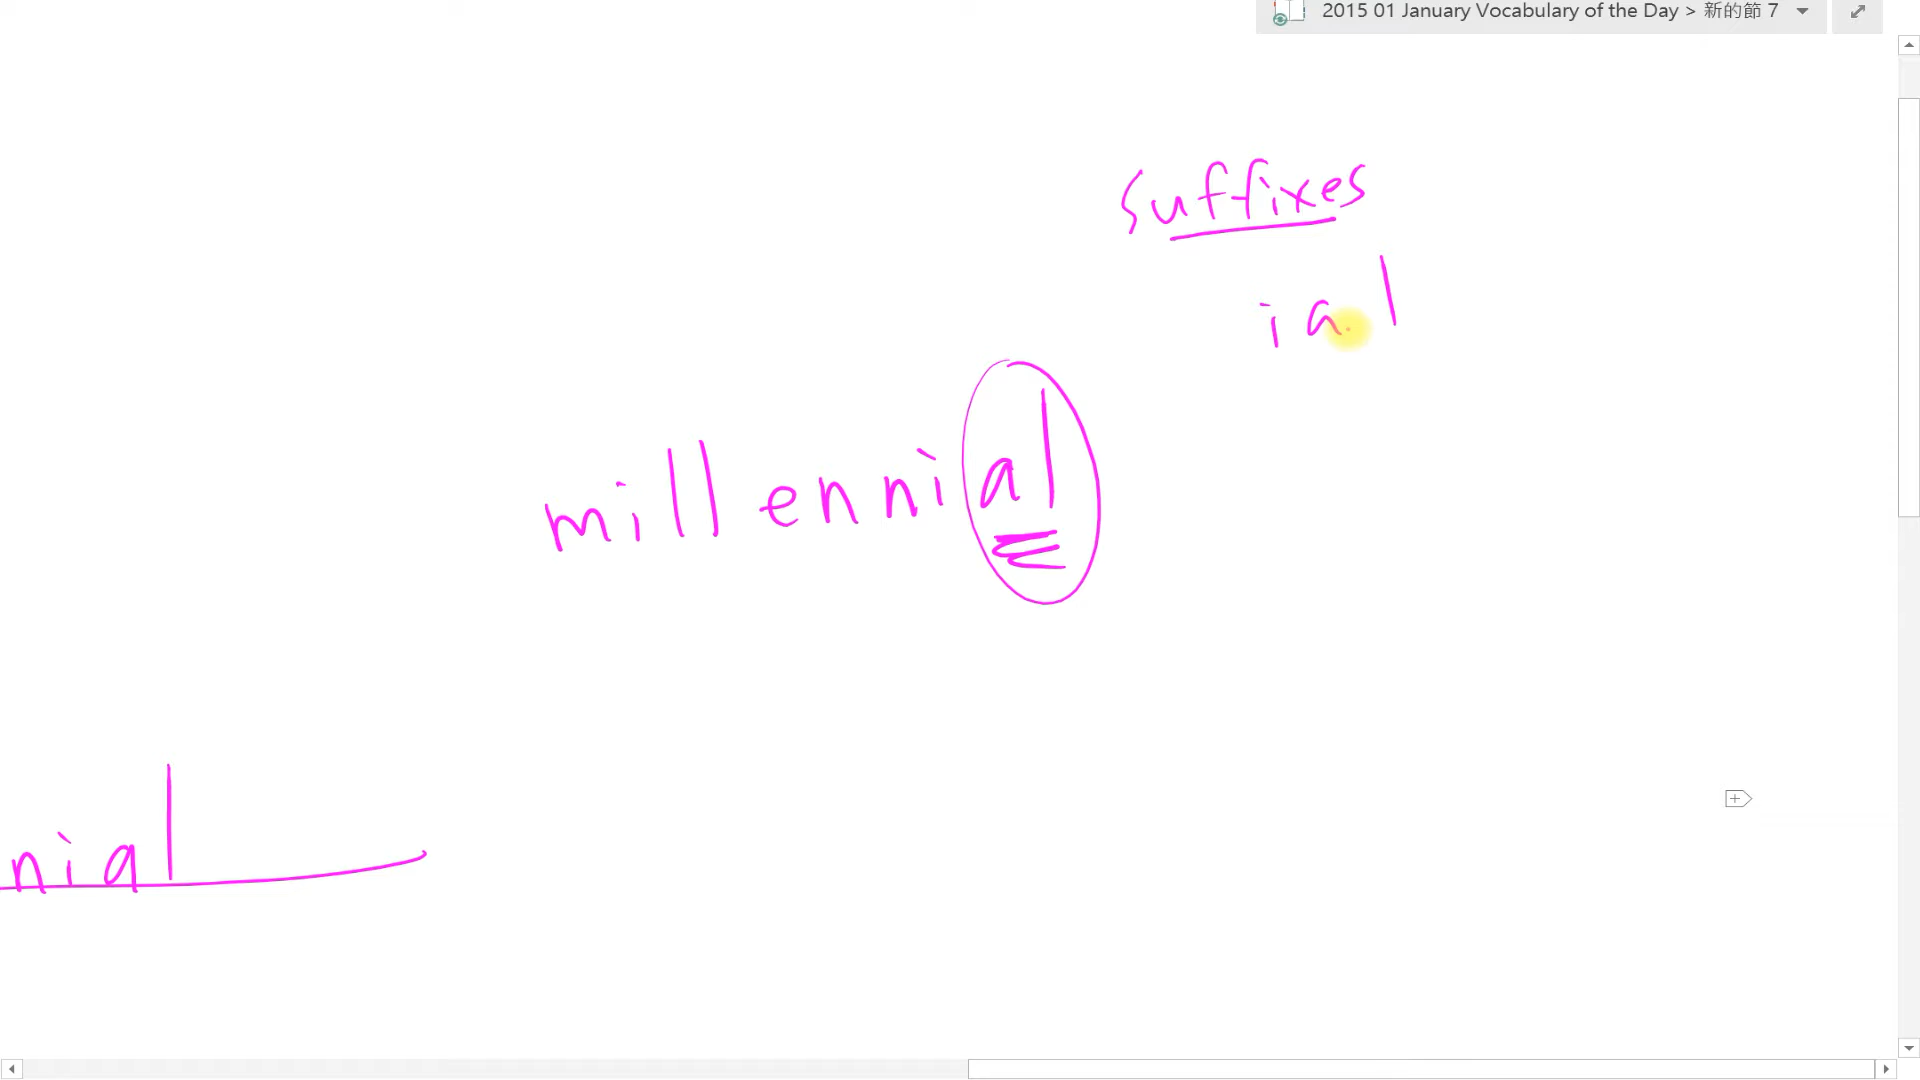 2015 01 January Vocabulary of the Day > 新的節 7
suffixes
ial
millennial
nial